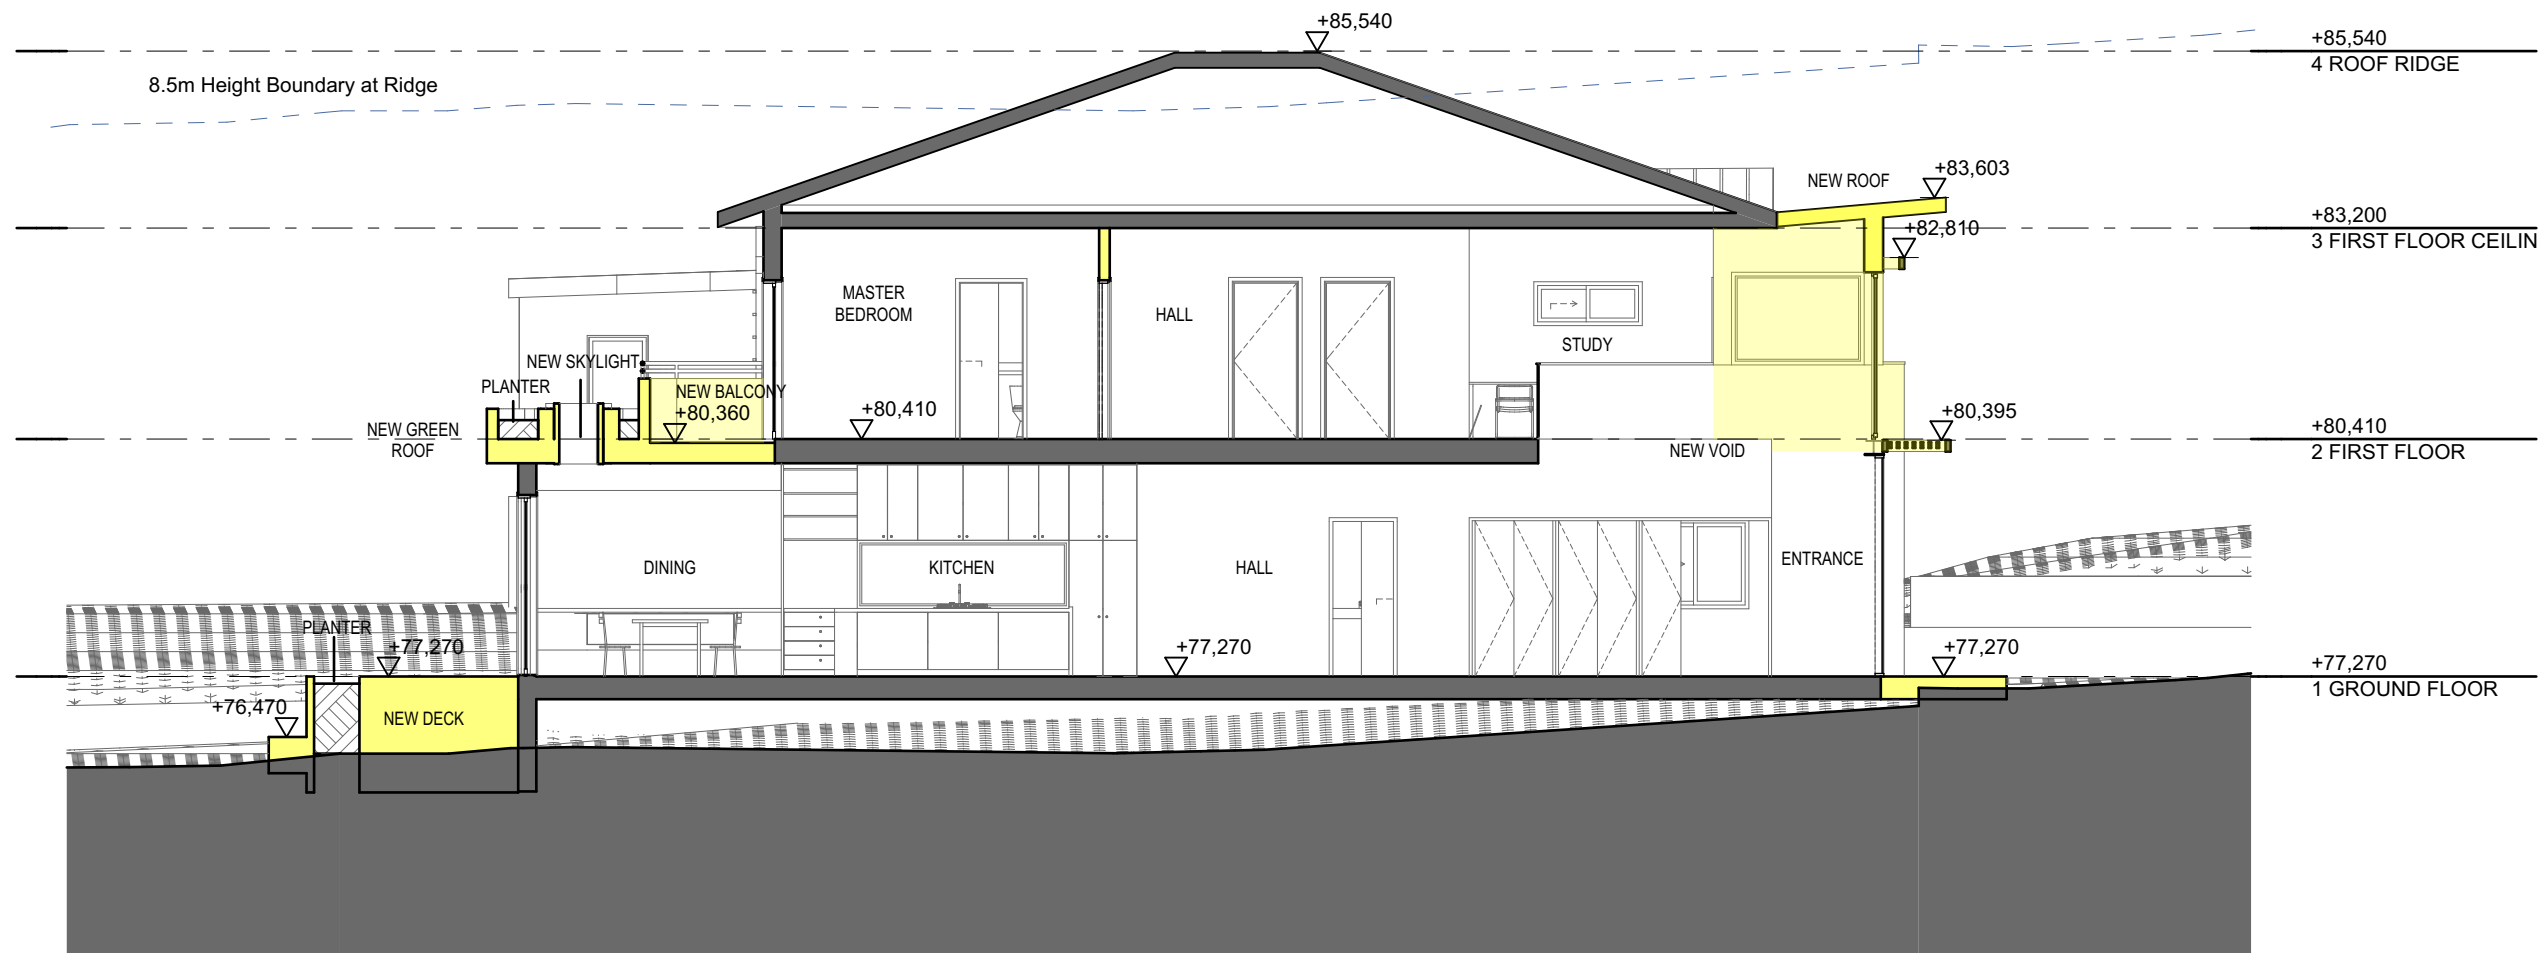 +85,540
+85,540
4 ROOF RIDGE
8.5m Height Boundary at Ridge
+83,603
NEW ROOF
+83,200
3 FIRST FLOOR CEILIN
+82,810
MASTER
BEDROOM
HALL
STUDY
NEW SKYLIGHT
PLANTER
NEW BALCONY
+80,360
+80,410
+80,395
+80,410
2 FIRST FLOOR
NEW GREEN
ROOF
NEW VOID
DINING
KITCHEN
HALL
ENTRANCE
PLANTER
+77,270
+77,270
+77,270
+77,270
1 GROUND FLOOR
+76,470
NEW DECK